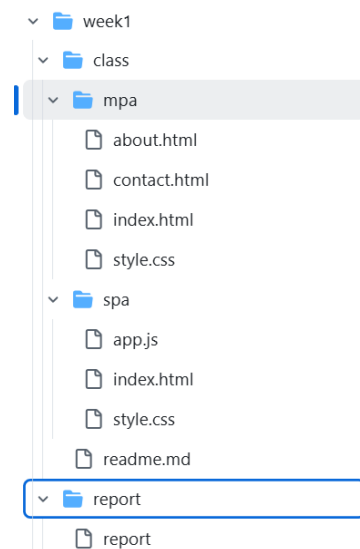 week1
class
mpa
about.html
contact.html
index.html
style.css
spa
app.js
index.html
style.css
readme.md
report
report